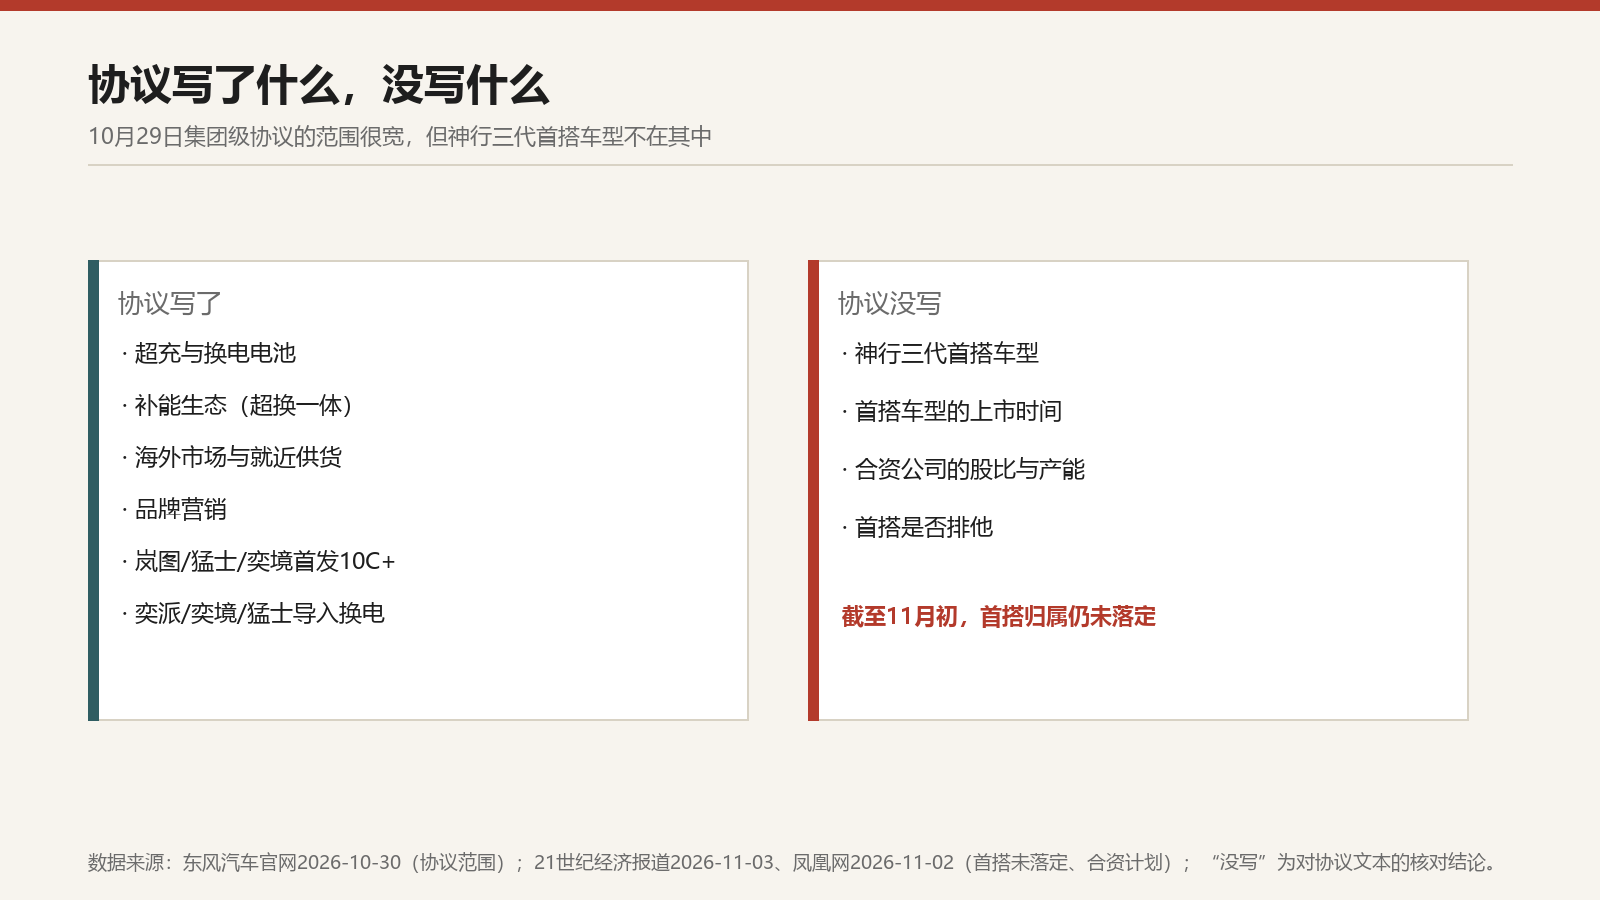 协议写了什么，没写什么
10月29日集团级协议的范围很宽，但神行三代首搭车型不在其中
协议写了
· 超充与换电电池
· 补能生态（超换一体）
· 海外市场与就近供货
· 品牌营销
· 岚图/猛士/奕境首发10C+
· 奕派/奕境/猛士导入换电
协议没写
· 神行三代首搭车型
· 首搭车型的上市时间
· 合资公司的股比与产能
· 首搭是否排他
截至11月初，首搭归属仍未落定
数据来源：东风汽车官网2026-10-30（协议范围）；21世纪经济报道2026-11-03、凤凰网2026-11-02（首搭未落定、合资计划）；“没写”为对协议文本的核对结论。